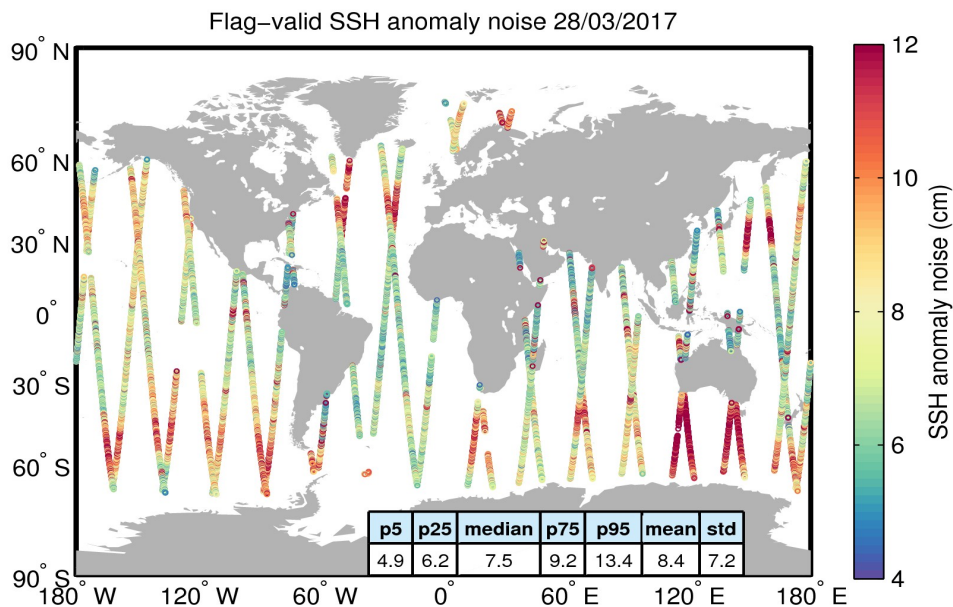 Flag−valid SSH anomaly noise 28/03/2017
90° N
60° N
30° N
0°
30° S
60° S
90° S
180° W
120° W
60° W
0°
60° E
120° E
180° E
p5 p25 median p75 p95 mean std
4.9 6.2 7.5 9.2 13.4 8.4 7.2
12
10
8
6
4
SSH anomaly noise (cm)